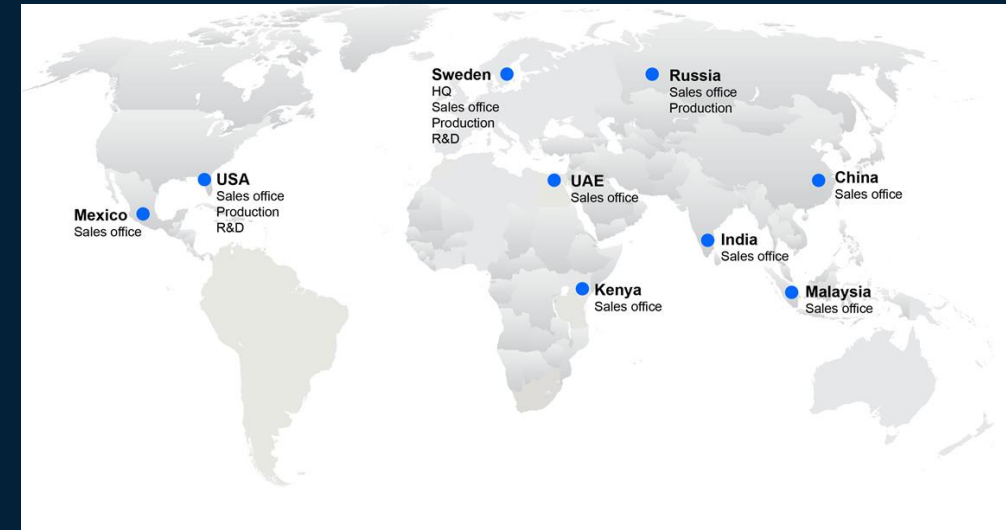 Sweden
HQ
Sales office
Production
R&D
Russia
Sales office
Production
USA
Sales office
Production
R&D
Mexico
Sales office
UAE
Sales office
China
Sales office
India
Sales office
Kenya
Sales office
Malaysia
Sales office